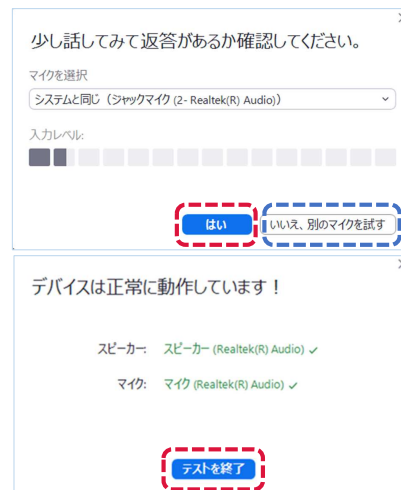 少し話してみて返答があるか確認してください。
マイクを選択
システムと同じ (ジャックマイク (2- Realtek(R) Audio))
入力レベル:
はい
いいえ、別のマイクを試す
デバイスは正常に動作しています！
スピーカー: スピーカー (Realtek(R) Audio) ✓
マイク: マイク (Realtek(R) Audio) ✓
テストを終了